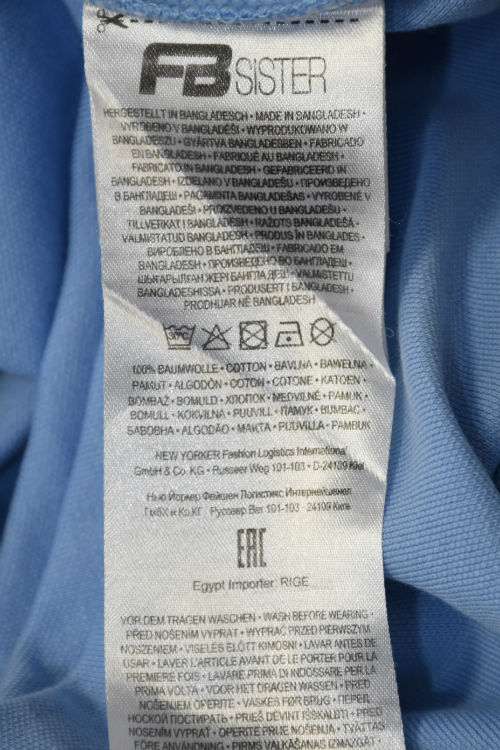 FB SISTER
HERGESTELLT IN BANGLADESCH • MADE IN BANGLADESH •
VYROBENO V BANGLADÉŠI • WYPRODUKOWANO W
BANGLADESZU • GYÁRTVA BANGLADESBEN • FABRICADO
EN BANGLADESH • FABRIQUÉ AU BANGLADESH •
FABRICATO IN BANGLADESH • GEFABRICEERD IN
BANGLADESH • IZDELANO V BANGLADEŠU • ПРОИЗВЕДЕНО
В БАНГЛАДЕШ • PAGAMINTA BANGLADEŠAS • VYROBENÉ V
BANGLADÉŠI • PROIZVEDENO U BANGLADEŠU •
TILLVERKAT I BANGLADESH • RAŽOTS BANGLADEŠĀ •
VALMISTATUD BANGLADESH • PRODUS ÎN BANGLADES •
ВИРОБЛЕНО В БАНГЛАДЕШ • FABRICADO EM
BANGLADESH • ПРОИЗВЕДЕНО ВО БАНГЛАДЕШ •
ШЫҒАРЫЛҒАН ЖЕРІ БАНГЛАДЕШ • VALMISTETTU
BANGLADESHISSA • PRODUSERT I BANGLADESH •
PRODHUAR NË BANGLADESH
30°C
100% BAUMWOLLE • COTTON • BAVLNA • BAWEŁNA •
PAMUT • ALGODÓN • COTON • COTONE • KATOEN •
BOMBAŽ • BOMULD • ХЛОПОК • MEDVILNĖ • PAMUK •
BOMULL • KOKVILNA • PUUVILL • ПАМУК • BUMBAC •
БАВОВНА • ALGODÃO • МАКТА • PUUVILLA • PAMBUK
NEW YORKER Fashion Logistics International
GmbH & Co. KG • Russeer Weg 101-103 • D-24109 Kiel
Нью Йоркер Фейшен Логистикс Интернейшенел
ГмбХ и Ко.КГ • Руссеер Вег 101-103 • 24109 Киль
EAC
Egypt Importer: RIGE
VOR DEM TRAGEN WASCHEN • WASH BEFORE WEARING •
PŘED NOŠENÍM VYPRAT • WYPRAĆ PRZED PIERWSZYM
NOSZENIEM • VISELÉS ELŐTT KIMOSNI • LAVAR ANTES DE
USAR • LAVER L'ARTICLE AVANT DE LE PORTER POUR LA
PREMIÈRE FOIS • LAVARE PRIMA DI INDOSSARE PER LA
PRIMA VOLTA • VOOR HET DRAGEN WASSEN • PRED
NOŠENJEM OPERITE • VASKES FØR BRUG • ПЕРЕД
НОСКОЙ ПОСТИРАТЬ • PRIEŠ DĖVINT IŠSKALBTI • PRED
NOSENÍM VYPRAŤ • OPERITE PRIJE NOŠENJA • TVÄTTAS
FÖRE ANVÄNDNING • PIRMS VALKĀŠANAS IZMAZGĀT